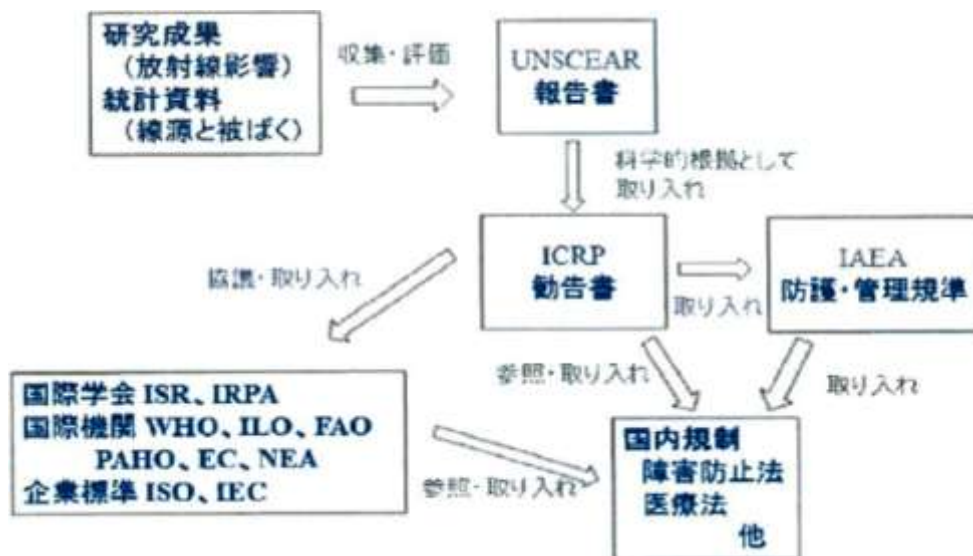 研究成果
(放射線影響)
統計資料
(線源と被ばく)
収集・評価
UNSCEAR
報告書
科学的根拠として
取り入れ
ICRP
勧告書
取り入れ
IAEA
防護・管理規準
協議・取り入れ
参照・取り入れ
取り入れ
国際学会 ISR、IRPA
国際機関 WHO、ILO、FAO
PAHO、EC、NEA
企業標準 ISO、IEC
参照・取り入れ
国内規制
障害防止法
医療法
他